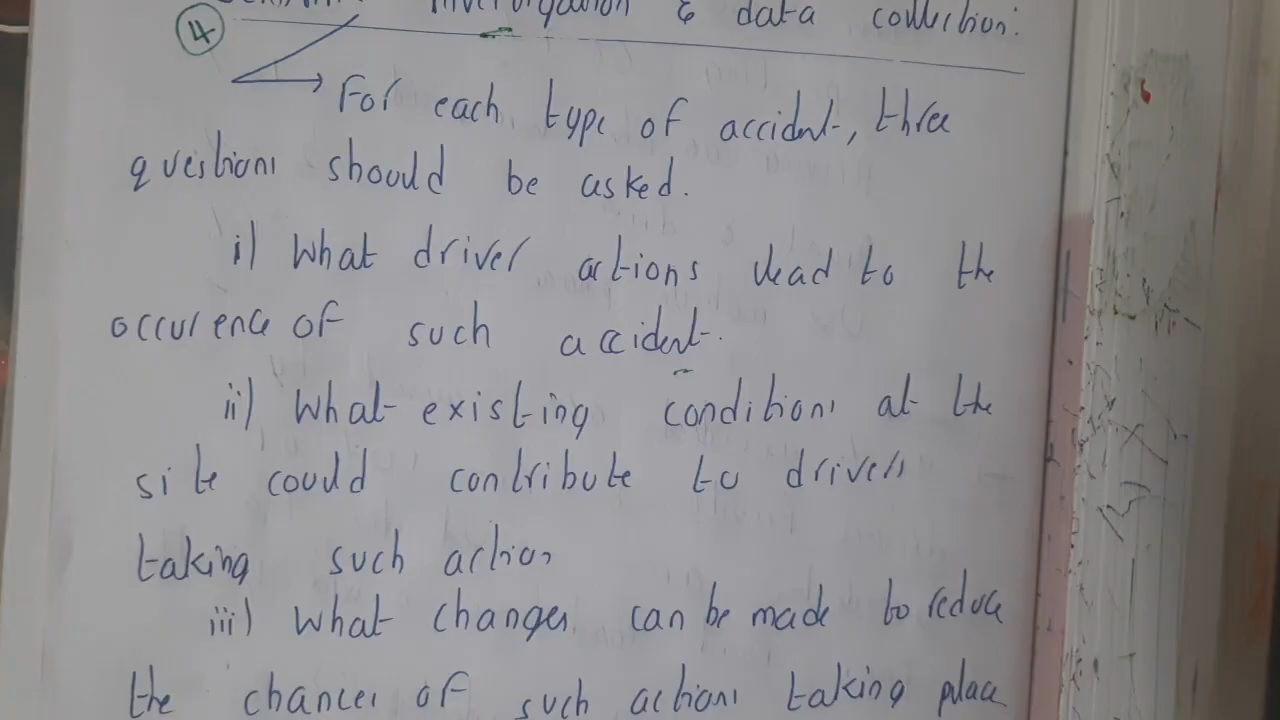 ④ investigation & data collection:
For each type of accident, three
questions should be asked.
i) What driver actions lead to the
occurence of such accident.
ii) What existing conditions at the
site could contribute to drivers
taking such action
iii) What changes can be made to reduce
the chances of such actions taking place